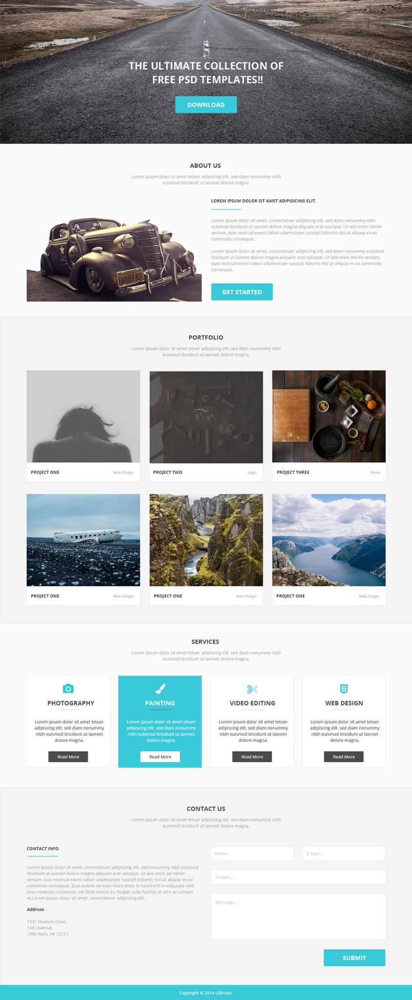 THE ULTIMATE COLLECTION OF
FREE PSD TEMPLATES!!
DOWNLOAD
ABOUT US
Lorem ipsum dolor sit amet tetuer adipiscing elit, sed diam nonummy nibh
euismod tincidunt ut laoreet dolore magna.
FARMER BOY
LOREM IPSUM DOLOR SIT AMET ADIPISICING ELIT.
Lorem ipsum dolor sit amet, consectetuer adipiscing elit, sed diam nonummy nibh
euismod tincidunt ut laoreet dolore magna aliquam erat volutpat. Ut wisi enim minim
veniam, quis nostrud exerci tation ullamcorper suscipit lobortis nisl ut aliquip ex ea
commodo consequat.
Lorem ipsum dolor sit amet, consectetuer adipiscing elit, sed diam nonummy euismod
tincidunt ut laoreet dolore magna aliquam erat volutpat. Ut wisi enim minim veniam,
quis nostrud exerci tation ullamcorper suscipit lobortis nisl ut aliquip ex ea commodo
consequat.
GET STARTED
PORTFOLIO
Lorem ipsum dolor sit amet tetuer adipiscing elit, sed diam nonummy nibh
euismod tincidunt ut laoreet dolore magna.
PROJECT ONE Web Design
PROJECT TWO Logo
PROJECT THREE Photo
PROJECT ONE Web Design
PROJECT ONE Web Design
PROJECT ONE Web Design
SERVICES
Lorem ipsum dolor sit amet tetuer adipiscing elit, sed diam nonummy nibh
euismod tincidunt ut laoreet dolore magna.
PHOTOGRAPHY
Lorem ipsum dolor sit amet tetuer
adipiscing elit, sed diam nonummy
nibh euismod tincidunt ut laoreet
dolore magna.
Read More
PAINTING
Lorem ipsum dolor sit amet tetuer
adipiscing elit, sed diam nonummy
nibh euismod tincidunt ut laoreet
dolore magna.
Read More
VIDEO EDITING
Lorem ipsum dolor sit amet tetuer
adipiscing elit, sed diam nonummy
nibh euismod tincidunt ut laoreet
dolore magna.
Read More
5
WEB DESIGN
Lorem ipsum dolor sit amet tetuer
adipiscing elit, sed diam nonummy
nibh euismod tincidunt ut laoreet
dolore magna.
Read More
CONTACT US
Lorem ipsum dolor sit amet tetuer adipiscing elit, sed diam nonummy nibh
euismod tincidunt ut laoreet dolore magna.
CONTACT INFO
Lorem ipsum dolor sit amet, consectetuer adipiscing elit, sed nonummy nibh euismod
tincidunt ut laoreet dolore magna aliquam erat volutpat. Ut wisi enim ad minim
veniam, quis nostrud exerci tation ullamcorper suscipit lobortis nisl ut aliquip ex ea
commodo consequat. Duis autem vel eum iriure dolor in hendrerit in vulputate velit
esse molestie consequat, vel illum dolore eu feugiat nulla facilisis at vero accumsan
et.Lorem ipsum dolor sit amet, consectetuer adipiscing elit,
Address
1931 Dawson Drive,
15th Avenue,
Little Rock, AR 72211
Name...
E-Mail...
Subject...
Message...
SUBMIT
Copyright © 2014 UIBrush.